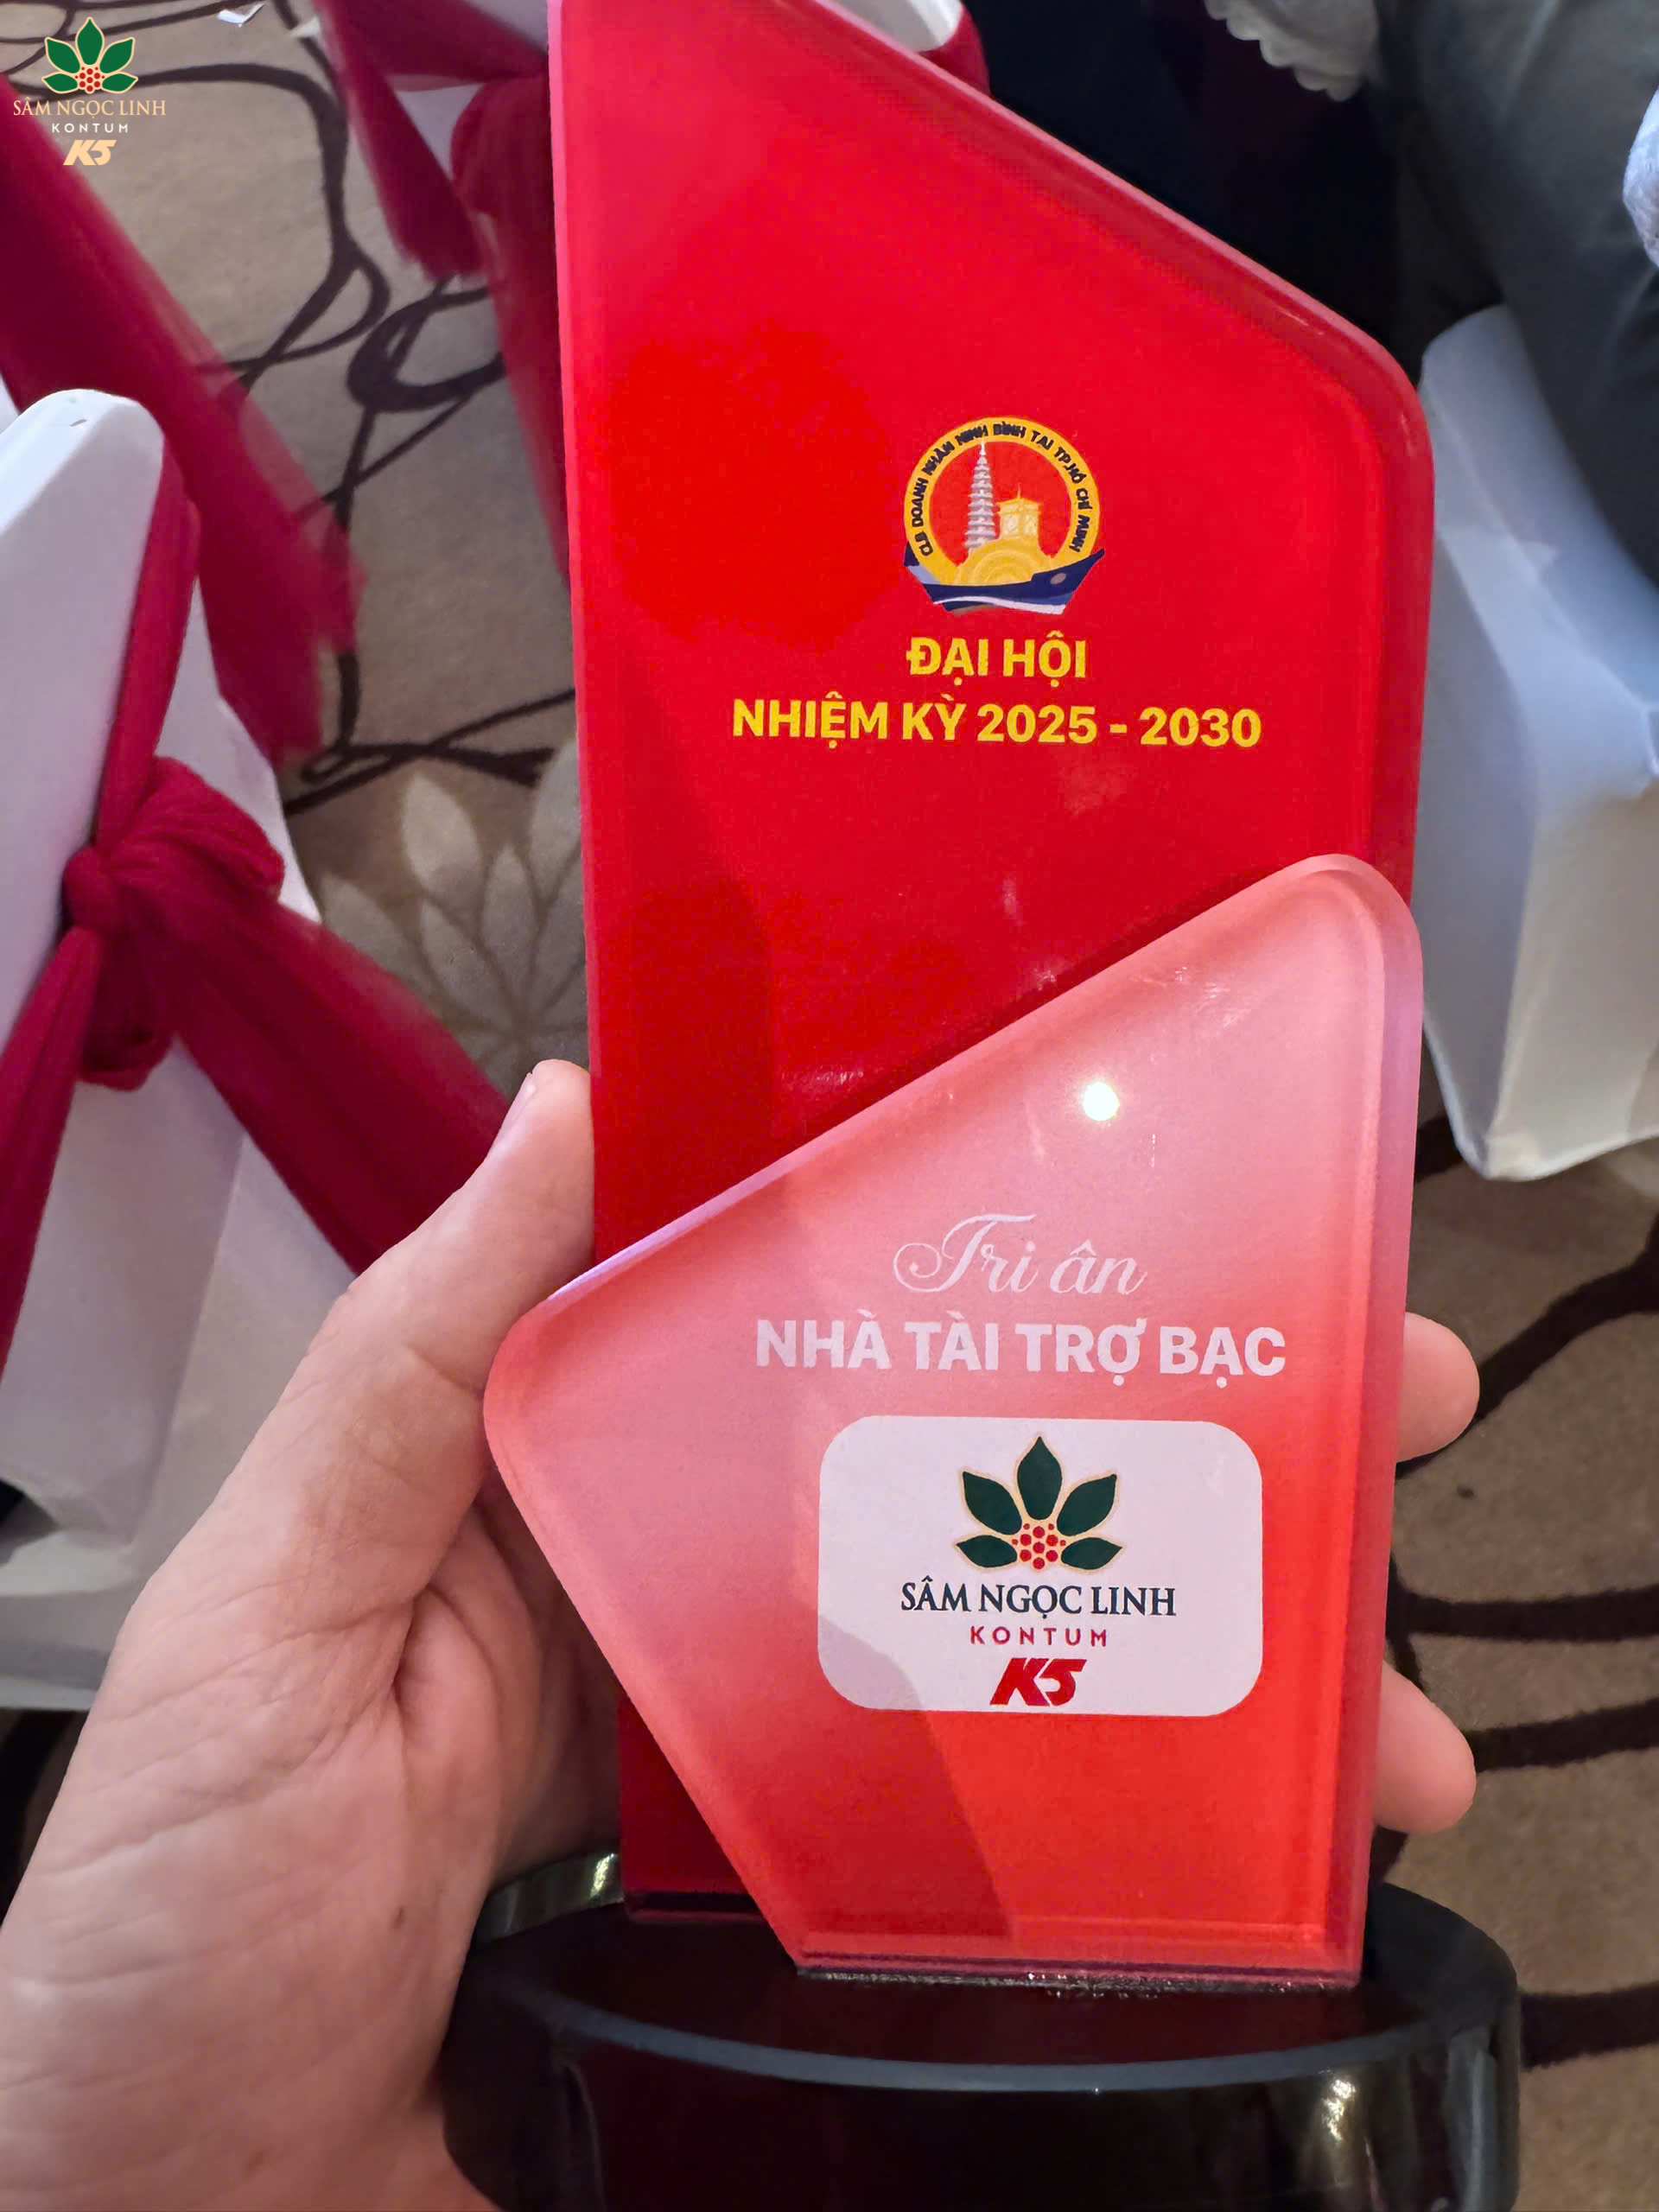 SÂM NGỌC LINH
KONTUM
K5
CLB DOANH NHÂN NINH BÌNH TẠI TP.HỒ CHÍ MINH
ĐẠI HỘI
NHIỆM KỲ 2025 - 2030
Tri ân
NHÀ TÀI TRỢ BẠC
SÂM NGỌC LINH
KONTUM
K5